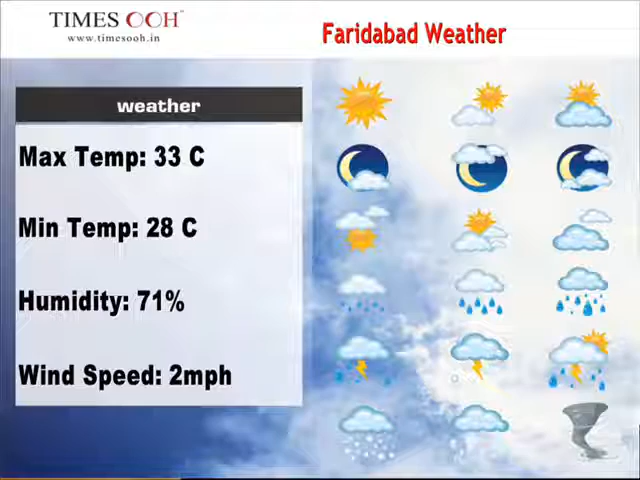 TIMES OOH
www.timesooh.in
Faridabad Weather
weather
Max Temp: 33 C
Min Temp: 28 C
Humidity: 71%
Wind Speed: 2mph